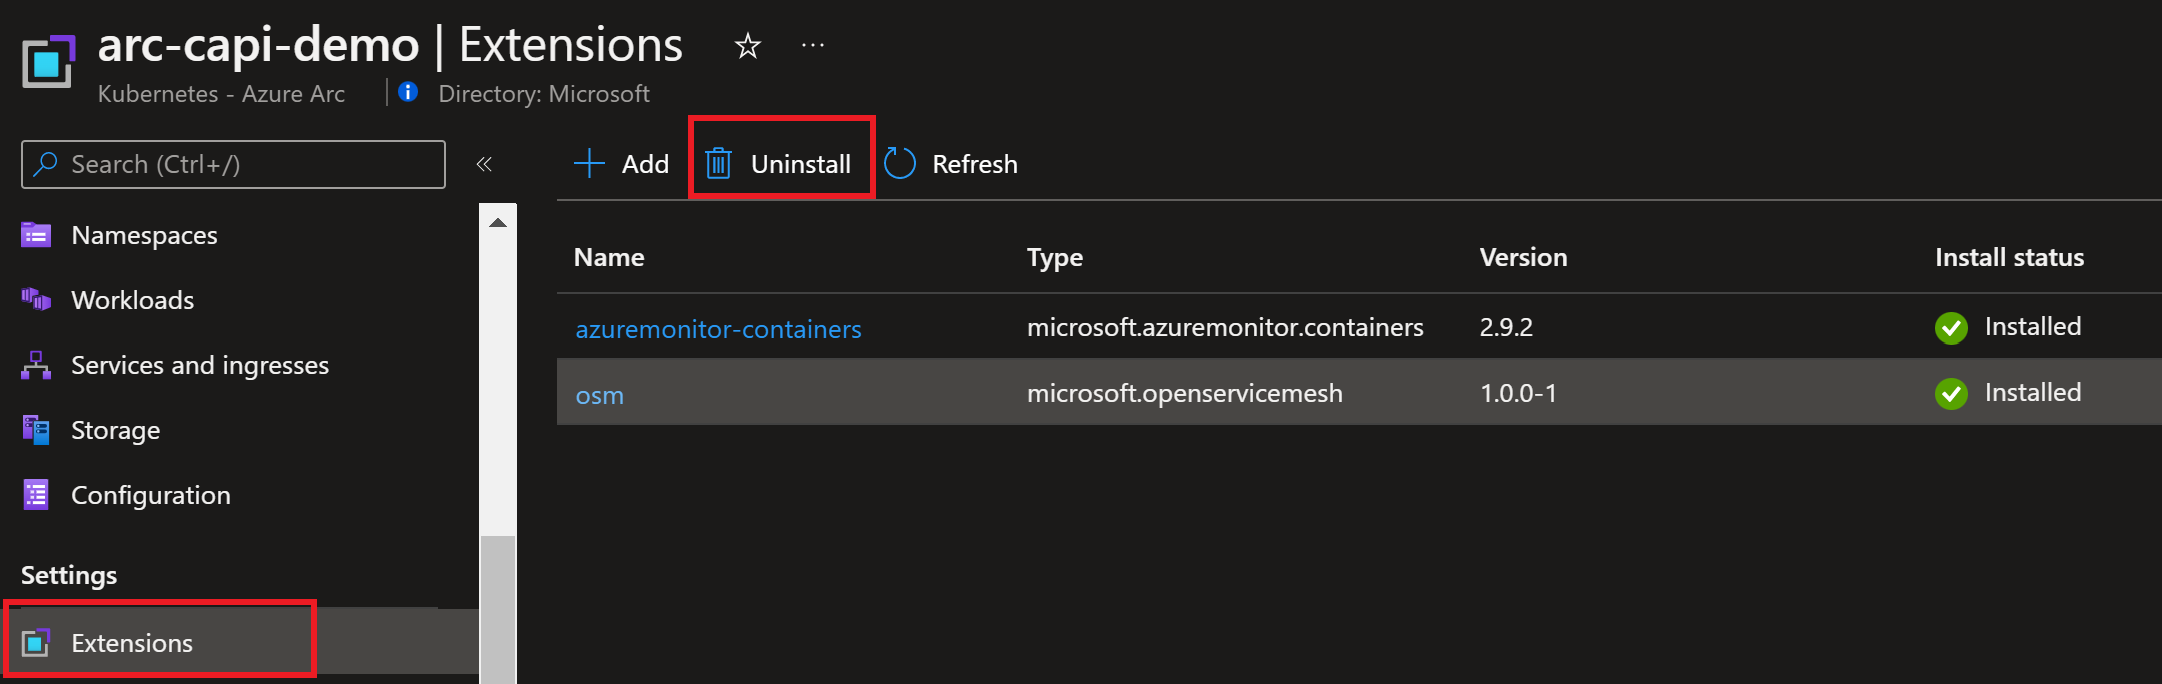 arc-capi-demo | Extensions
Kubernetes - Azure Arc | Directory: Microsoft
Search (Ctrl+/)
Add Uninstall Refresh
Namespaces
Workloads
Services and ingresses
Storage
Configuration
Settings
Extensions
Name Type Version Install status
azuremonitor-containers microsoft.azuremonitor.containers 2.9.2 Installed
osm microsoft.openservicemesh 1.0.0-1 Installed